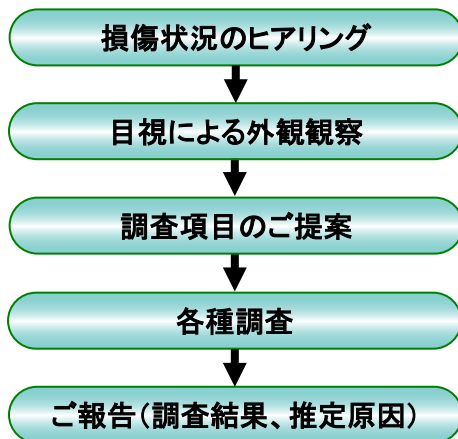 損傷状況のヒアリング
目視による外観観察
調査項目のご提案
各種調査
ご報告（調査結果、推定原因）